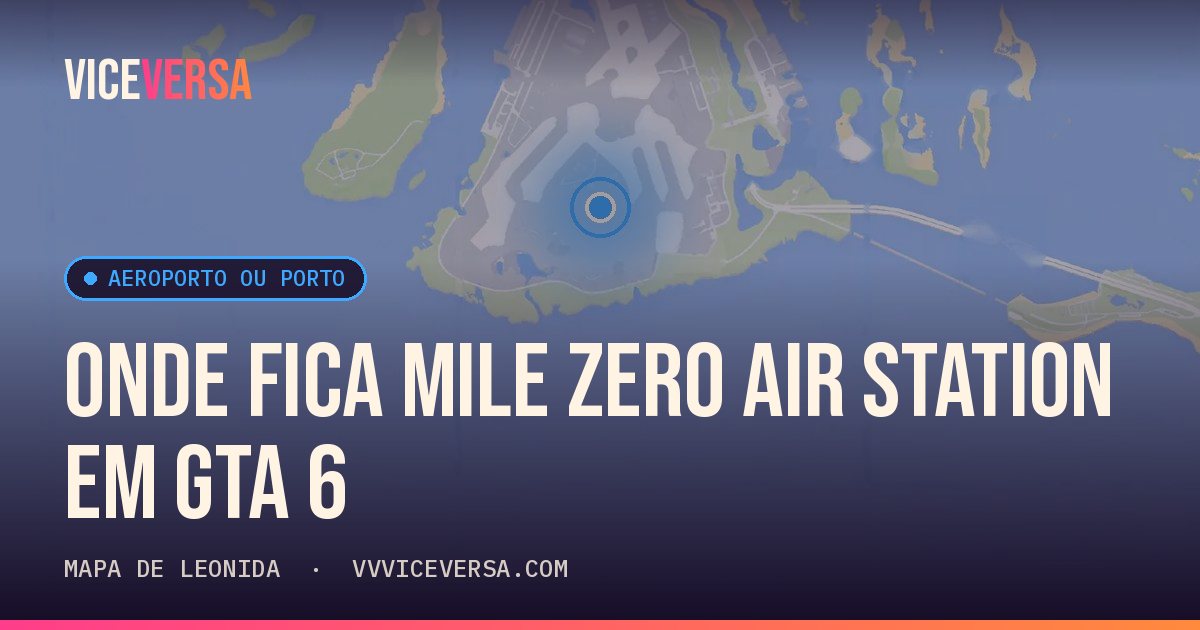 VICEVERSA
AEROPORTO OU PORTO
ONDE FICA MILE ZERO AIR STATION
EM GTA 6
MAPA DE LEONIDA · VVVICEVERSA.COM